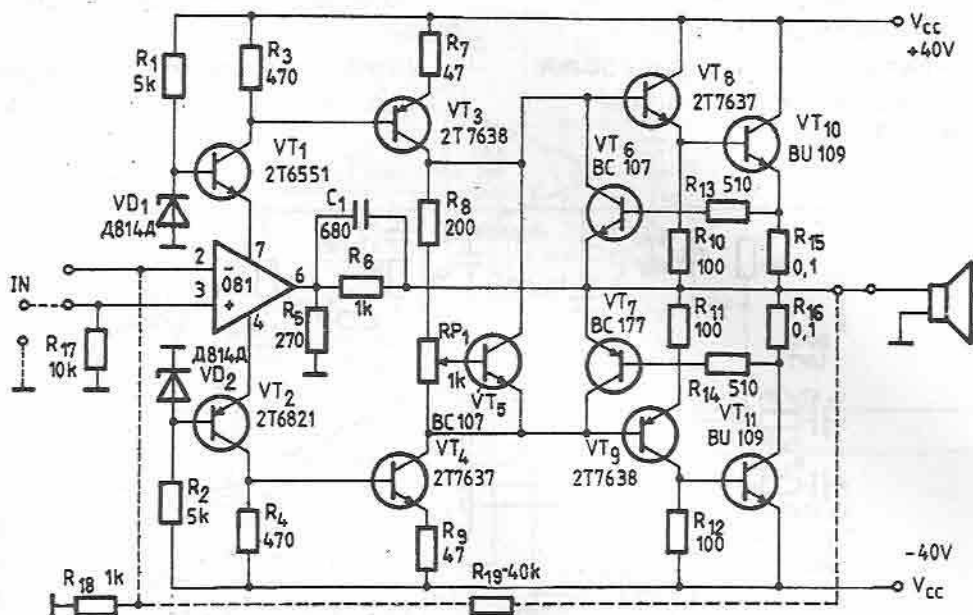 VCC
+40V
R1
5k
R3
470
R7
47
VT8
2T7637
VT3
2T7638
VT10
BU 109
VT6
BC 107
VT1
2T6551
R13 510
VD1
Д814Д
C1
680
R8
200
R10
100
R15
0,1
IN
2
7
-
081
3
+
6
4
R6
1k
R5
270
R11
100
R16
0,1
VT7
BC 177
RP1
1k
R17
10k
Д814Д
VD2
VT5
BC107
R14 510
VT2
2T6821
VT11
BU 109
VT4
2T7637
VT9
2T7638
R2
5k
R4
470
R9
47
R12
100
-40V
R18 1k
R19-40k
VCC